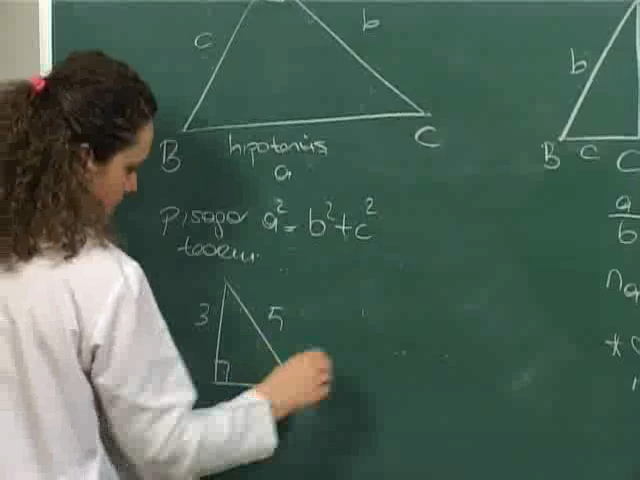 c b
B hipotenüs C
a
Pisagor a² = b² + c²
teorem
3 5
b
B c C
a
b